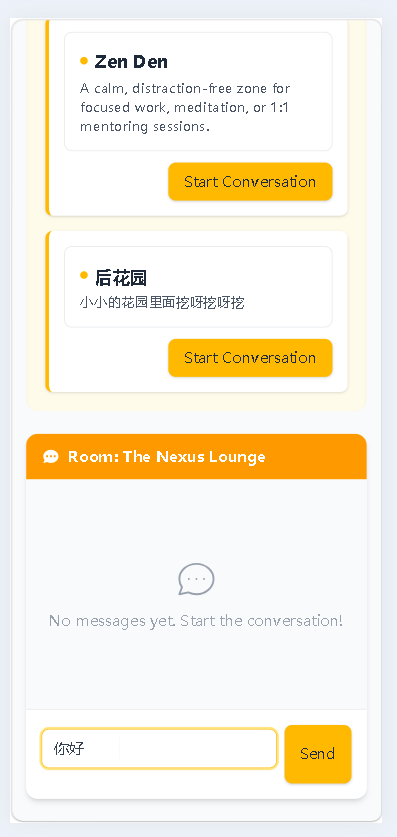 Zen Den
A calm, distraction-free zone for
focused work, meditation, or 1:1
mentoring sessions.
Start Conversation
后花园
小小的花园里面挖呀挖呀挖
Start Conversation
Room: The Nexus Lounge
No messages yet. Start the conversation!
你好
Send